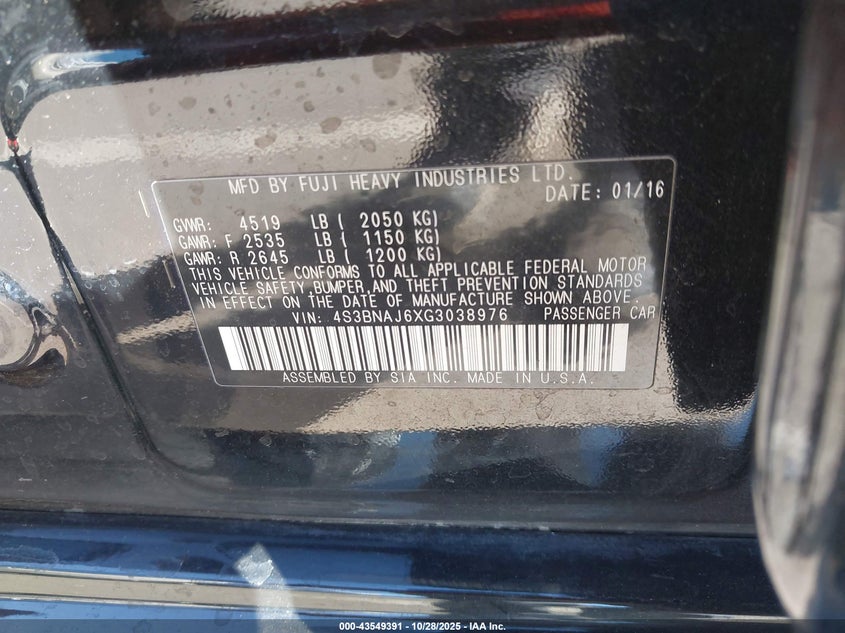 MFD BY FUJI HEAVY INDUSTRIES LTD.
DATE: 01/16
GVWR: 4519 LB ( 2050 KG)
GAWR: F 2535 LB ( 1150 KG)
GAWR: R 2645 LB ( 1200 KG)
THIS VEHICLE CONFORMS TO ALL APPLICABLE FEDERAL MOTOR
VEHICLE SAFETY, BUMPER, AND THEFT PREVENTION STANDARDS
IN EFFECT ON THE DATE OF MANUFACTURE SHOWN ABOVE.
VIN: 4S3BNAJ6XG3038976 PASSENGER CAR
ASSEMBLED BY SIA INC. MADE IN U.S.A.
000-43549391 - 10/28/2025 - IAA Inc.